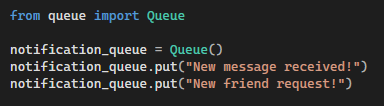 from queue import Queue
notification_queue = Queue()
notification_queue.put("New message received!")
notification_queue.put("New friend request!")